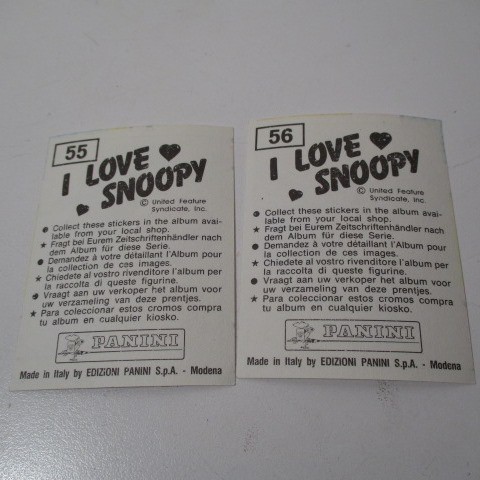 55
I LOVE
SNOOPY
© United Feature
Syndicate, Inc.
Collect these stickers in the album avai-
lable from your local shop.
★ Fragt bei Eurem Zeitschriftenhändler nach
dem Album für diese Serie.
Demandez à votre détaillant l'Album pour
la collection de ces images.
★ Chiedete al vostro rivenditore l'album per
la raccolta di queste figurine.
Vraagt aan uw verkoper het album voor
uw verzameling van deze prentjes.
★ Para coleccionar estos cromos compra
tu album en cualquier kiosko.
PANINI
Made in Italy by EDIZIONI PANINI S.p.A. - Modena
56
I LOVE
SNOOPY
© United Feature
Syndicate, Inc.
Collect these stickers in the album avai-
lable from your local shop.
★ Fragt bei Eurem Zeitschriftenhändler nach
dem Album für diese Serie.
Demandez à votre détaillant l'Album pour
la collection de ces images.
★ Chiedete al vostro rivenditore l'album per
la raccolta di queste figurine.
Vraagt aan uw verkoper het album voor
uw verzameling van deze prentjes.
★ Para coleccionar estos cromos compra
tu album en cualquier kiosko.
PANINI
Made in Italy by EDIZIONI PANINI S.p.A. - Modena